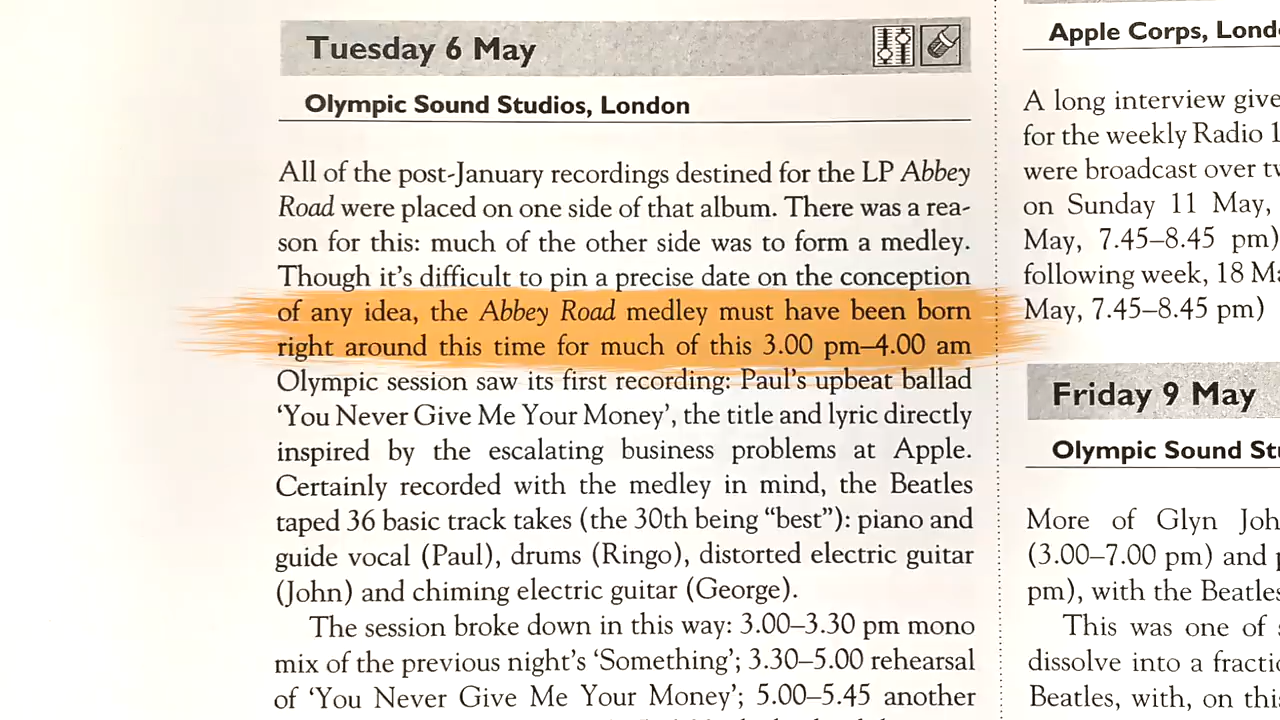 Tuesday 6 May
Olympic Sound Studios, London
All of the post-January recordings destined for the LP Abbey
Road were placed on one side of that album. There was a rea-
son for this: much of the other side was to form a medley.
Though it's difficult to pin a precise date on the conception
of any idea, the Abbey Road medley must have been born
right around this time for much of this 3.00 pm–4.00 am
Olympic session saw its first recording: Paul's upbeat ballad
‘You Never Give Me Your Money’, the title and lyric directly
inspired by the escalating business problems at Apple.
Certainly recorded with the medley in mind, the Beatles
taped 36 basic track takes (the 30th being “best”): piano and
guide vocal (Paul), drums (Ringo), distorted electric guitar
(John) and chiming electric guitar (George).
The session broke down in this way: 3.00–3.30 pm mono
mix of the previous night's ‘Something’; 3.30–5.00 rehearsal
of ‘You Never Give Me Your Money’; 5.00–5.45 another
Apple Corps,
A long interview
for the weekly Radio 1
were broadcast over
on Sunday 11 May,
May, 7.45–8.45 pm)
following week, 18
May, 7.45–8.45 pm)
Friday 9 May
Olympic Sound
More of Glyn
(3.00–7.00 pm) and
pm), with the Beatles
This was one of
dissolve into a
Beatles, with, on